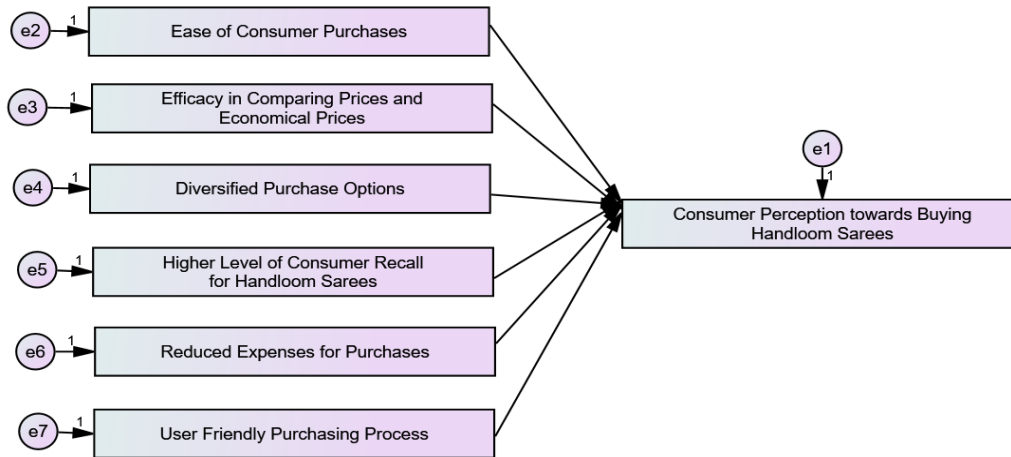 e2
1
Ease of Consumer Purchases
e3
1
Efficacy in Comparing Prices and
Economical Prices
e1
1
e4
1
Diversified Purchase Options
Consumer Perception towards Buying
Handloom Sarees
e5
1
Higher Level of Consumer Recall
for Handloom Sarees
e6
1
Reduced Expenses for Purchases
e7
1
User Friendly Purchasing Process